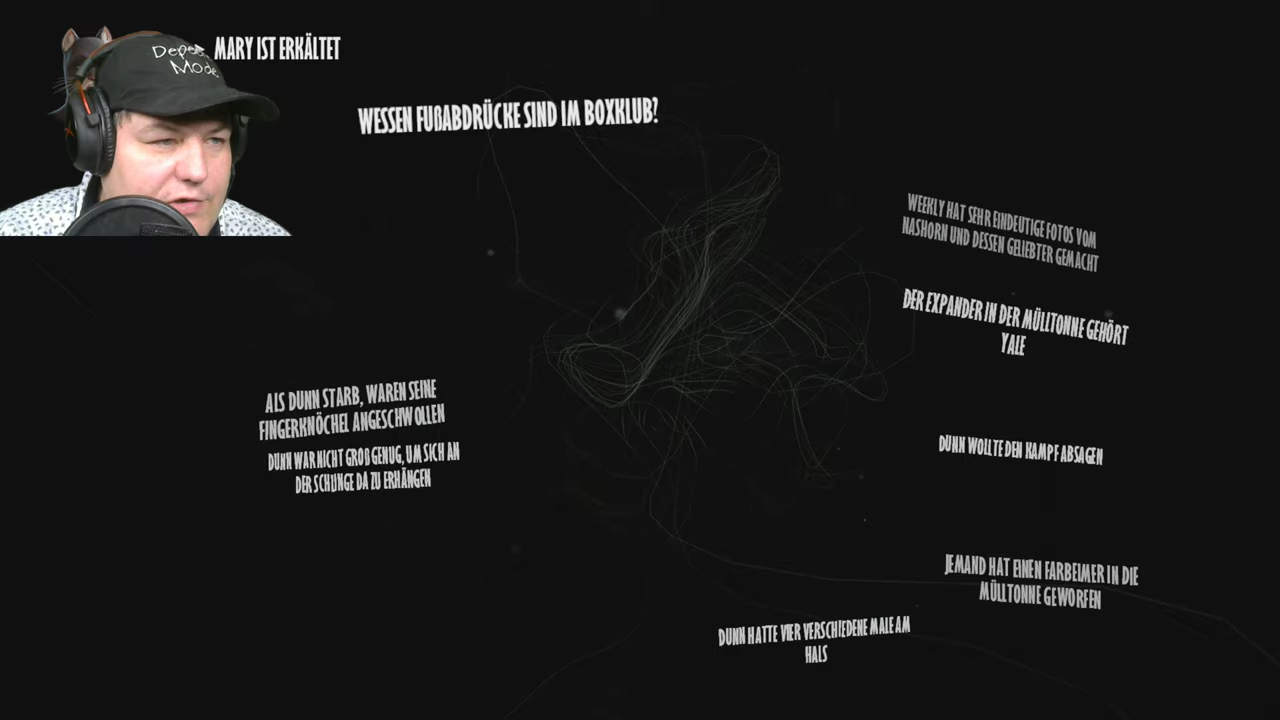 Depeche
Mode
MARY IST ERKÄLTET
WESSEN FUßABDRÜCKE SIND IM BOXKLUB?
WEEKLY HAT SEHR EINDEUTIGE FOTOS VOM
NASHORN UND DESSEN GELIEBTER GEMACHT
DER EXPANDER IN DER MÜLLTONNE GEHÖRT
YALE
ALS DUNN STARB, WAREN SEINE
FINGERKNÖCHEL ANGESCHWOLLEN
DUNN WAR NICHT GROß GENUG, UM SICH AN
DER SCHLINGE DA ZU ERHÄNGEN
DUNN WOLLTE DEN KAMPF ABSAGEN
JEMAND HAT EINEN FARBEIMER IN DIE
MÜLLTONNE GEWORFEN
DUNN HATTE VIER VERSCHIEDENE MALE AM
HALS